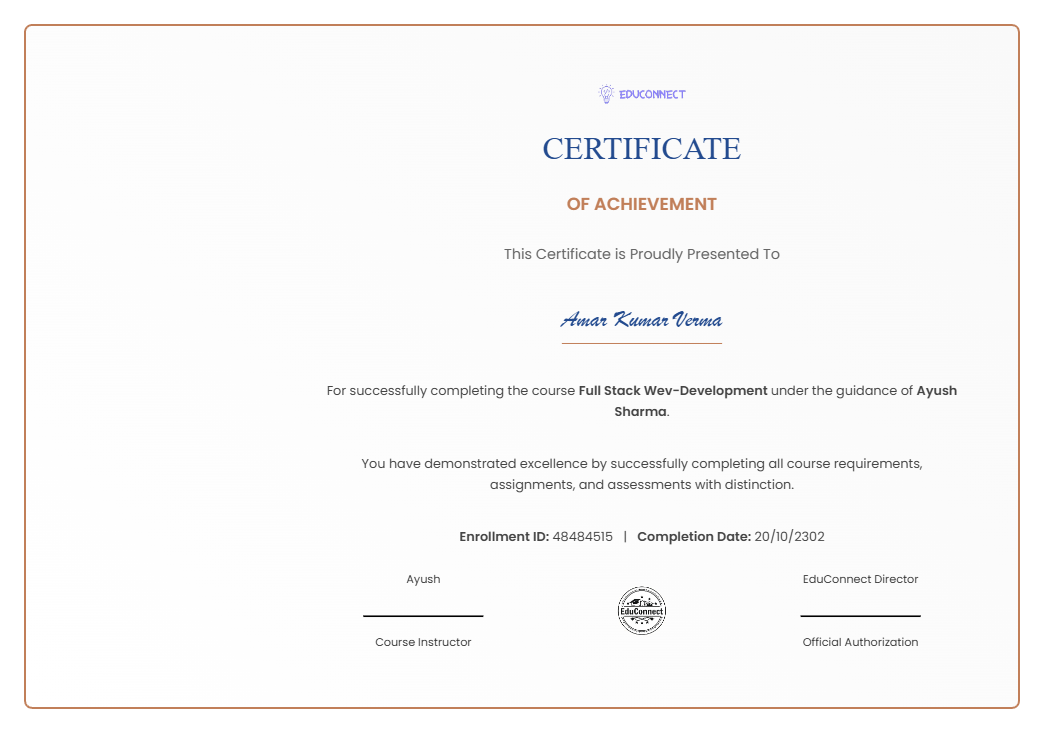 EDUCONNECT
CERTIFICATE
OF ACHIEVEMENT
This Certificate is Proudly Presented To
Amar Kumar Verma
For successfully completing the course Full Stack Wev-Development under the guidance of Ayush
Sharma.
You have demonstrated excellence by successfully completing all course requirements,
assignments, and assessments with distinction.
Enrollment ID: 48484515 | Completion Date: 20/10/2302
Ayush
EduConnect Director
EduConnect
Course Instructor
Official Authorization